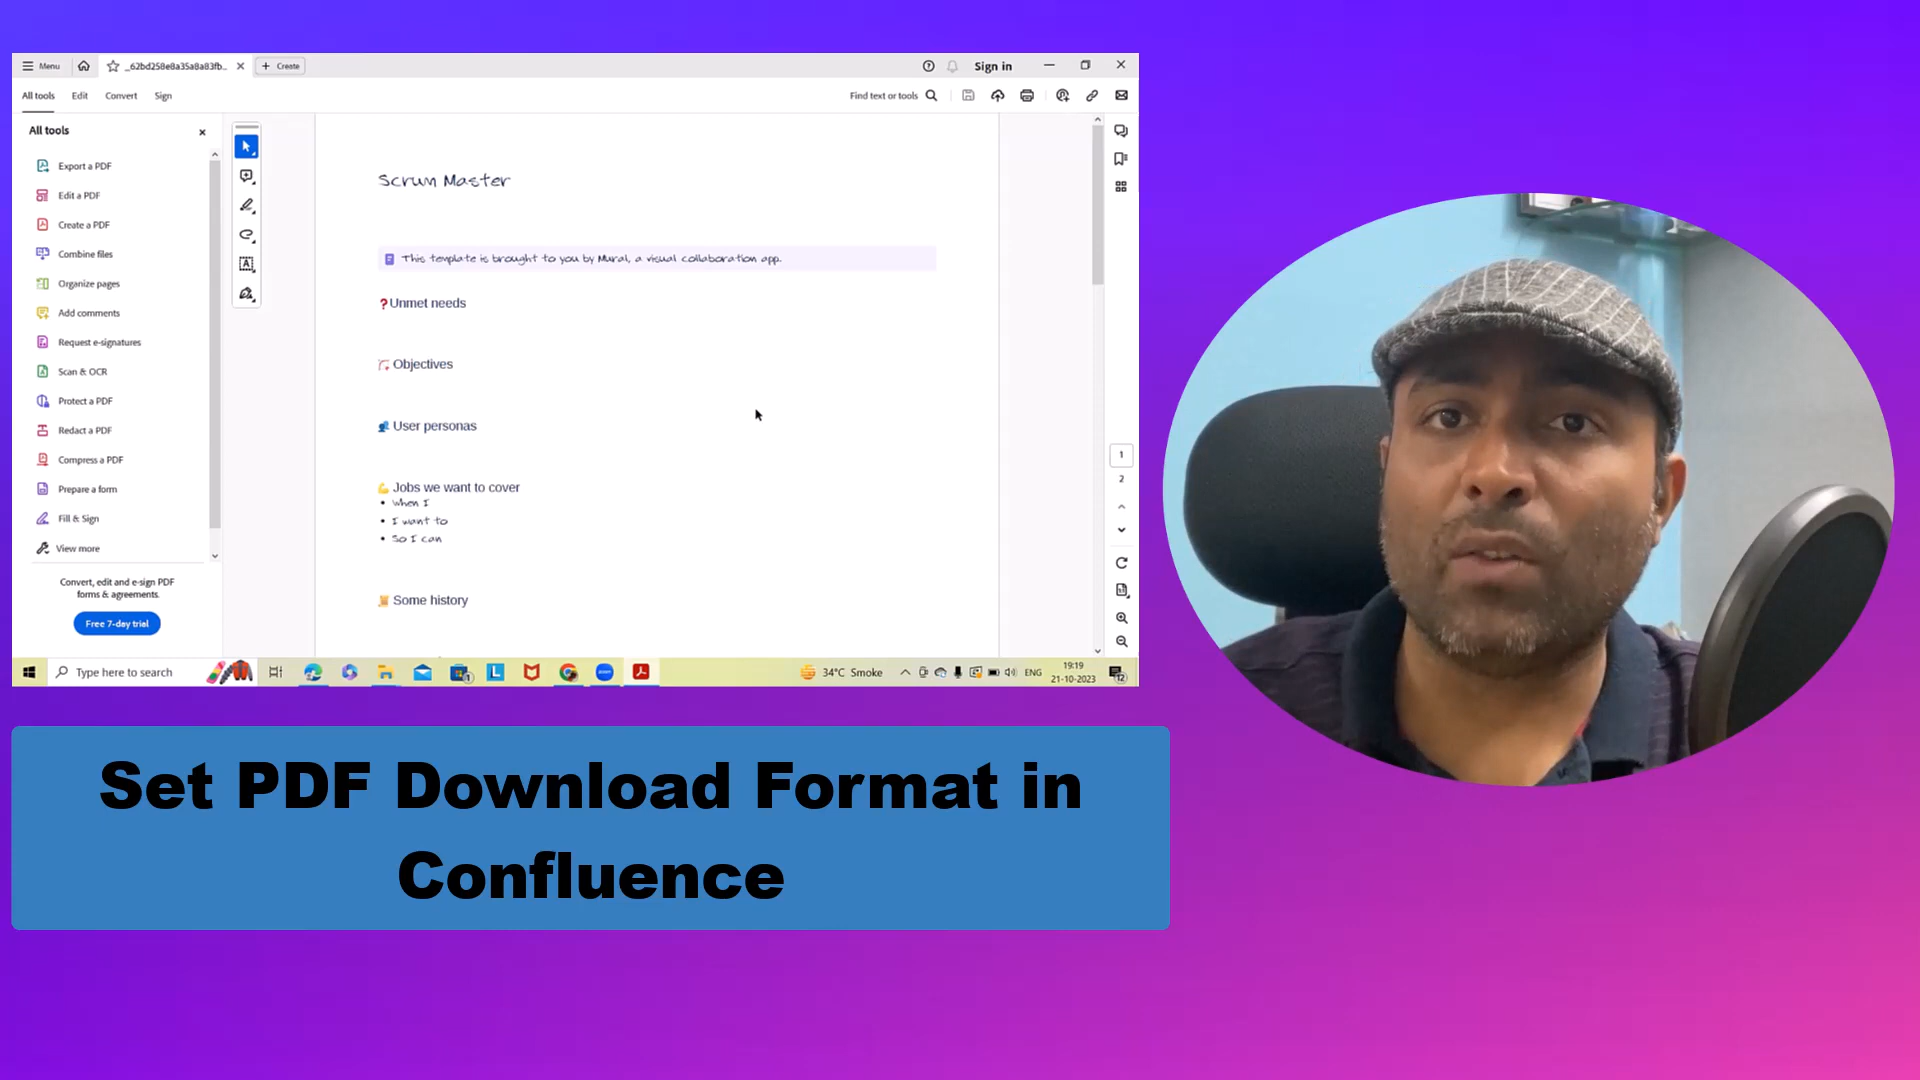 Menu
_62bd258e8a35a8a83fb...
Create
Sign in
All tools
Edit
Convert
Sign
Find text or tools
All tools
Export a PDF
Edit a PDF
Create a PDF
Combine files
Organize pages
Add comments
Request e-signatures
Scan & OCR
Protect a PDF
Redact a PDF
Compress a PDF
Prepare a form
Fill & Sign
View more
Convert, edit and e-sign PDF
forms & agreements.
Free 7-day trial
Scrum Master
This template is brought to you by Mural, a visual collaboration app.
❓Unmet needs
Objectives
👥 User personas
💪 Jobs we want to cover
• When I
• I want to
• So I can
📜 Some history
1
2
Type here to search
34°C Smoke
ENG
19:19
21-10-2023
12
Set PDF Download Format in
Confluence